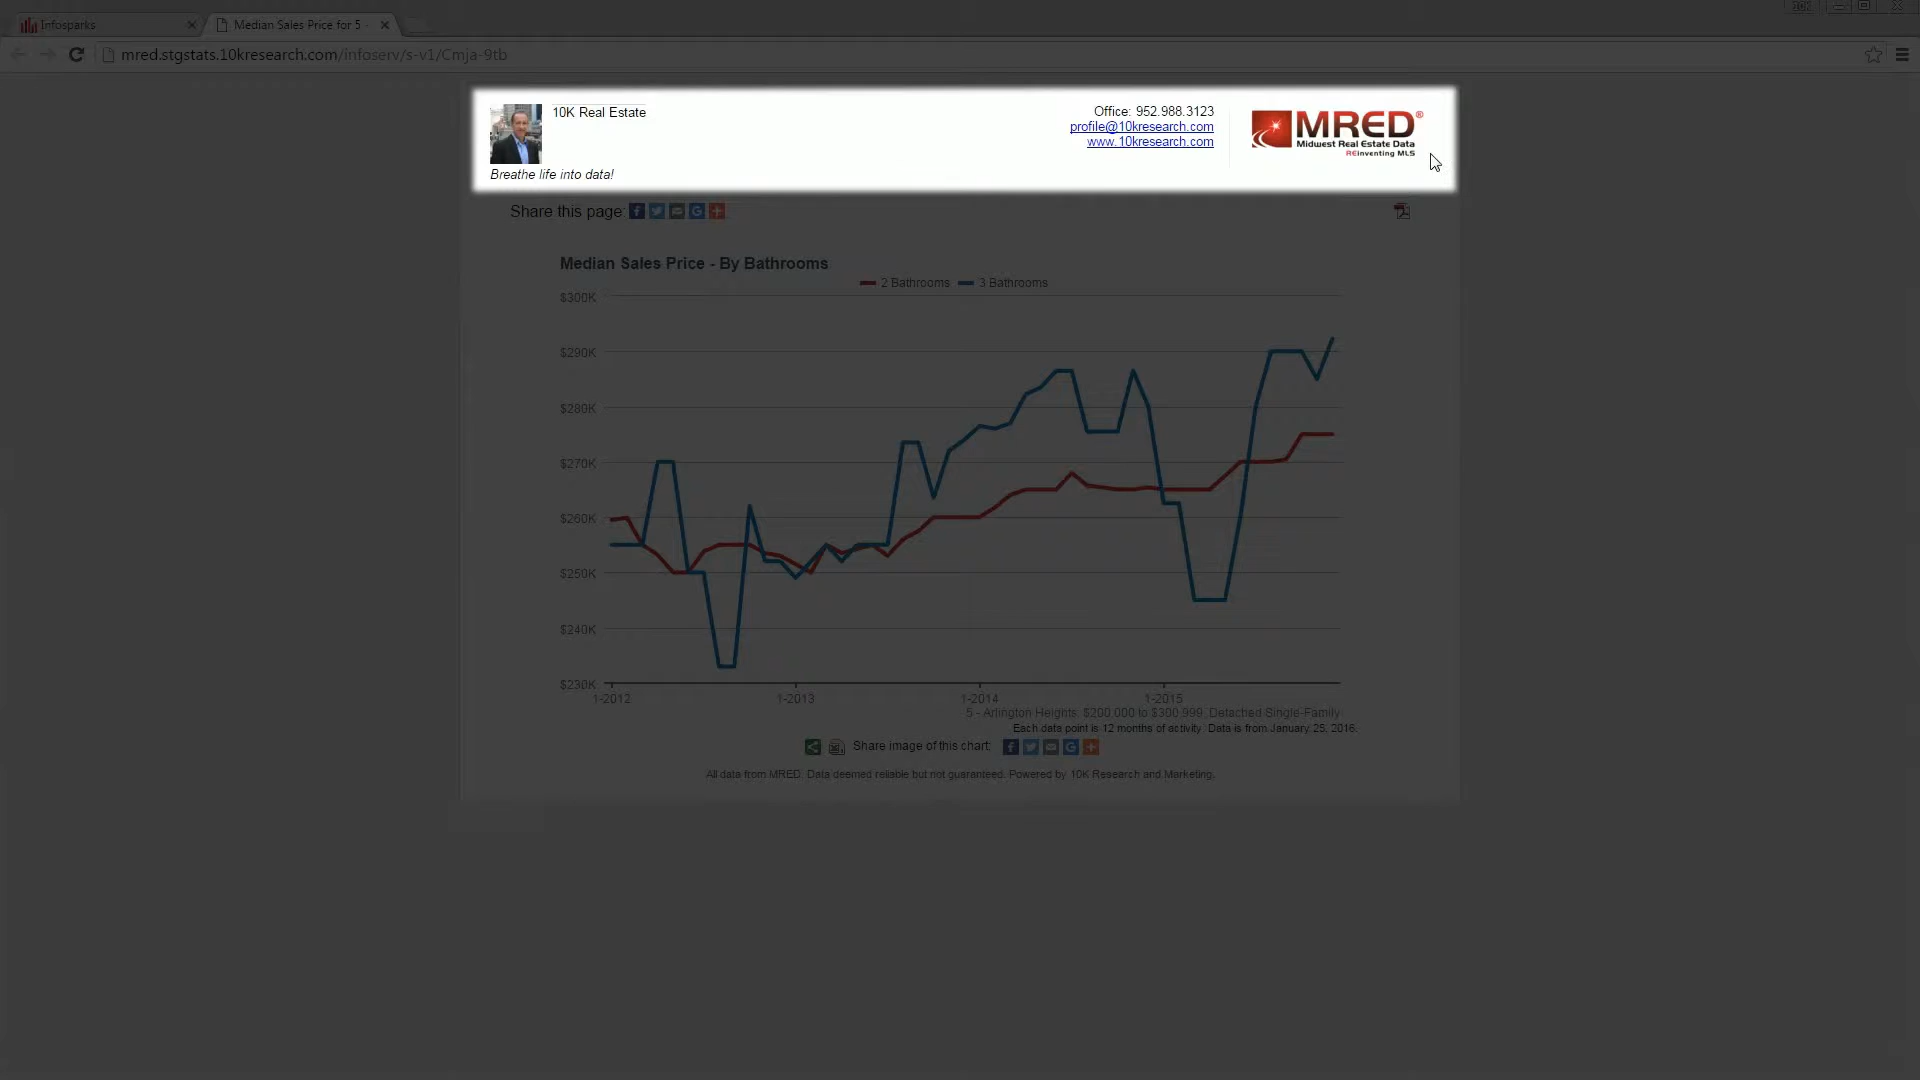 Infosparks
Median Sales Price for 5 -
mred.stgstats.10kresearch.com/infoserv/s-v1/Cmja-9tb
10K Real Estate
Breathe life into data!
Office: 952.988.3123
profile@10kresearch.com
www.10kresearch.com
MRED®
Midwest Real Estate Data
REinventing MLS
Share this page:
Median Sales Price - By Bathrooms
2 Bathrooms 3 Bathrooms
$300K
$290K
$280K
$270K
$260K
$250K
$240K
$230K
1-2012 1-2013 1-2014 1-2015
5 - Arlington Heights: $200,000 to $300,999, Detached Single-Family
Each data point is 12 months of activity. Data is from January 25, 2016.
Share image of this chart:
All data from MRED. Data deemed reliable but not guaranteed. Powered by 10K Research and Marketing.